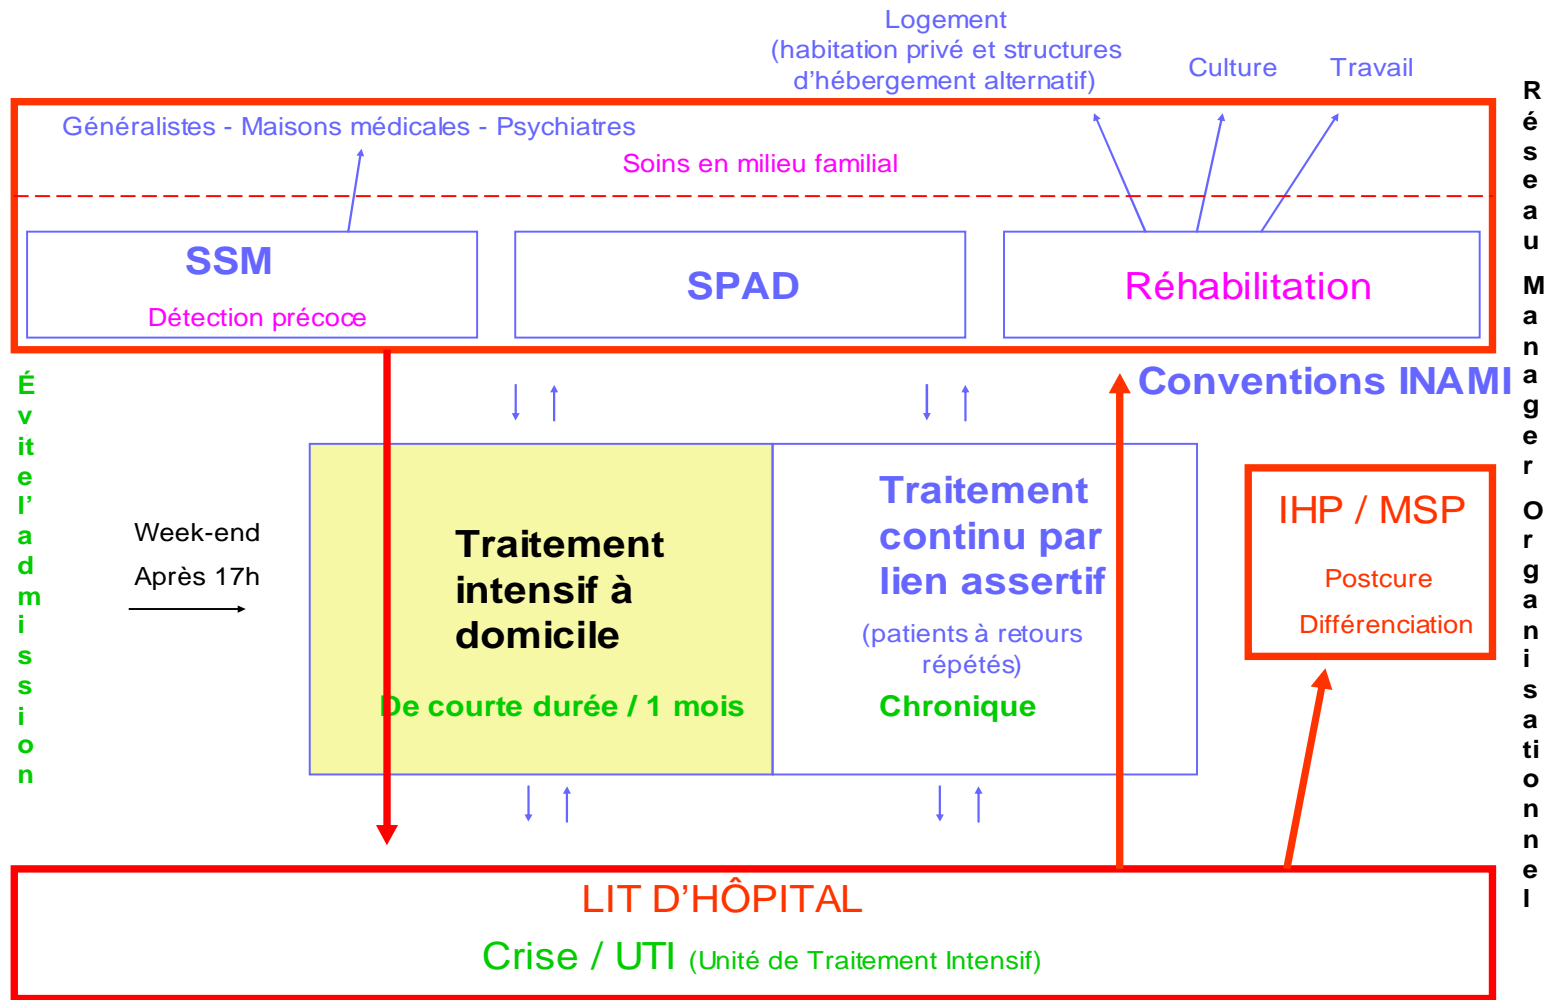 Logement
(habitation privé et structures
d'hébergement alternatif)
Culture
Travail
Généralistes - Maisons médicales - Psychiatres
Soins en milieu familial
SSM
Détection précoce
SPAD
Réhabilitation
Réseau Manager Organisationnel
Évite l’admission
Conventions INAMI
Week-end
Après 17h
Traitement
intensif à
domicile
De courte durée / 1 mois
Traitement
continu par
lien assertif
(patients à retours
répétés)
Chronique
IHP / MSP
Postcure
Différenciation
LIT D’HÔPITAL
Crise / UTI (Unité de Traitement Intensif)